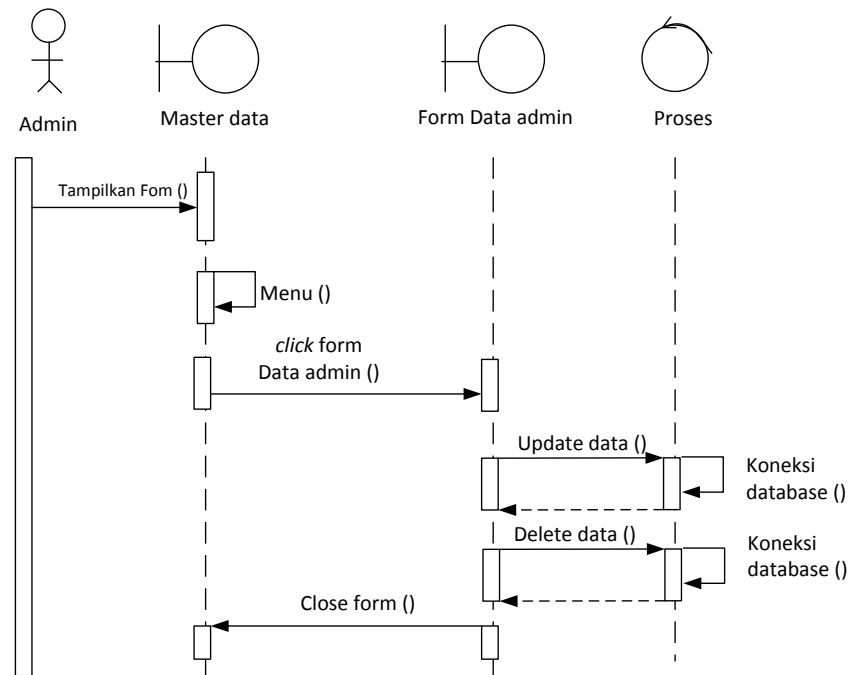 Admin
Master data
Form Data admin
Proses
Tampilkan Fom ()
Menu ()
click form
Data admin ()
Update data ()
Koneksi
database ()
Delete data ()
Koneksi
database ()
Close form ()